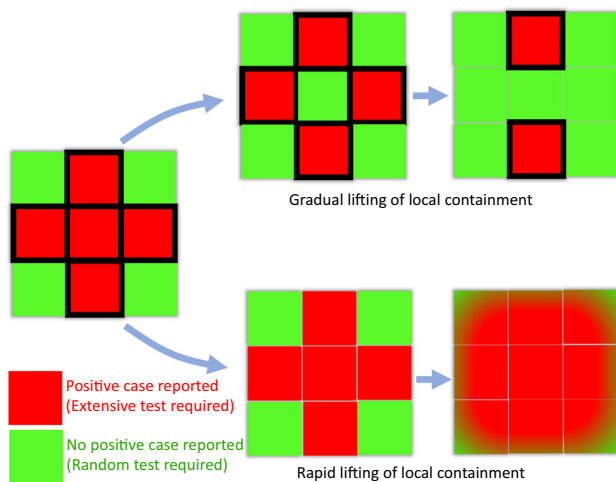 Gradual lifting of local containment
Positive case reported
(Extensive test required)
No positive case reported
(Random test required)
Rapid lifting of local containment